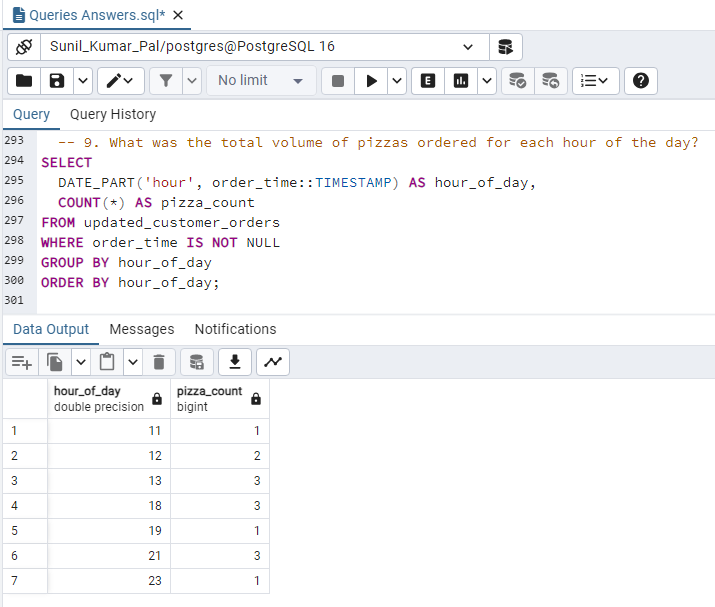 Queries Answers.sql*
Sunil_Kumar_Pal/postgres@PostgreSQL 16
No limit
E
Query Query History
293 -- 9. What was the total volume of pizzas ordered for each hour of the day?
294 SELECT
295 DATE_PART('hour', order_time::TIMESTAMP) AS hour_of_day,
296 COUNT(*) AS pizza_count
297 FROM updated_customer_orders
298 WHERE order_time IS NOT NULL
299 GROUP BY hour_of_day
300 ORDER BY hour_of_day;
301
Data Output Messages Notifications
hour_of_day pizza_count
double precision bigint
1 11 1
2 12 2
3 13 3
4 18 3
5 19 1
6 21 3
7 23 1